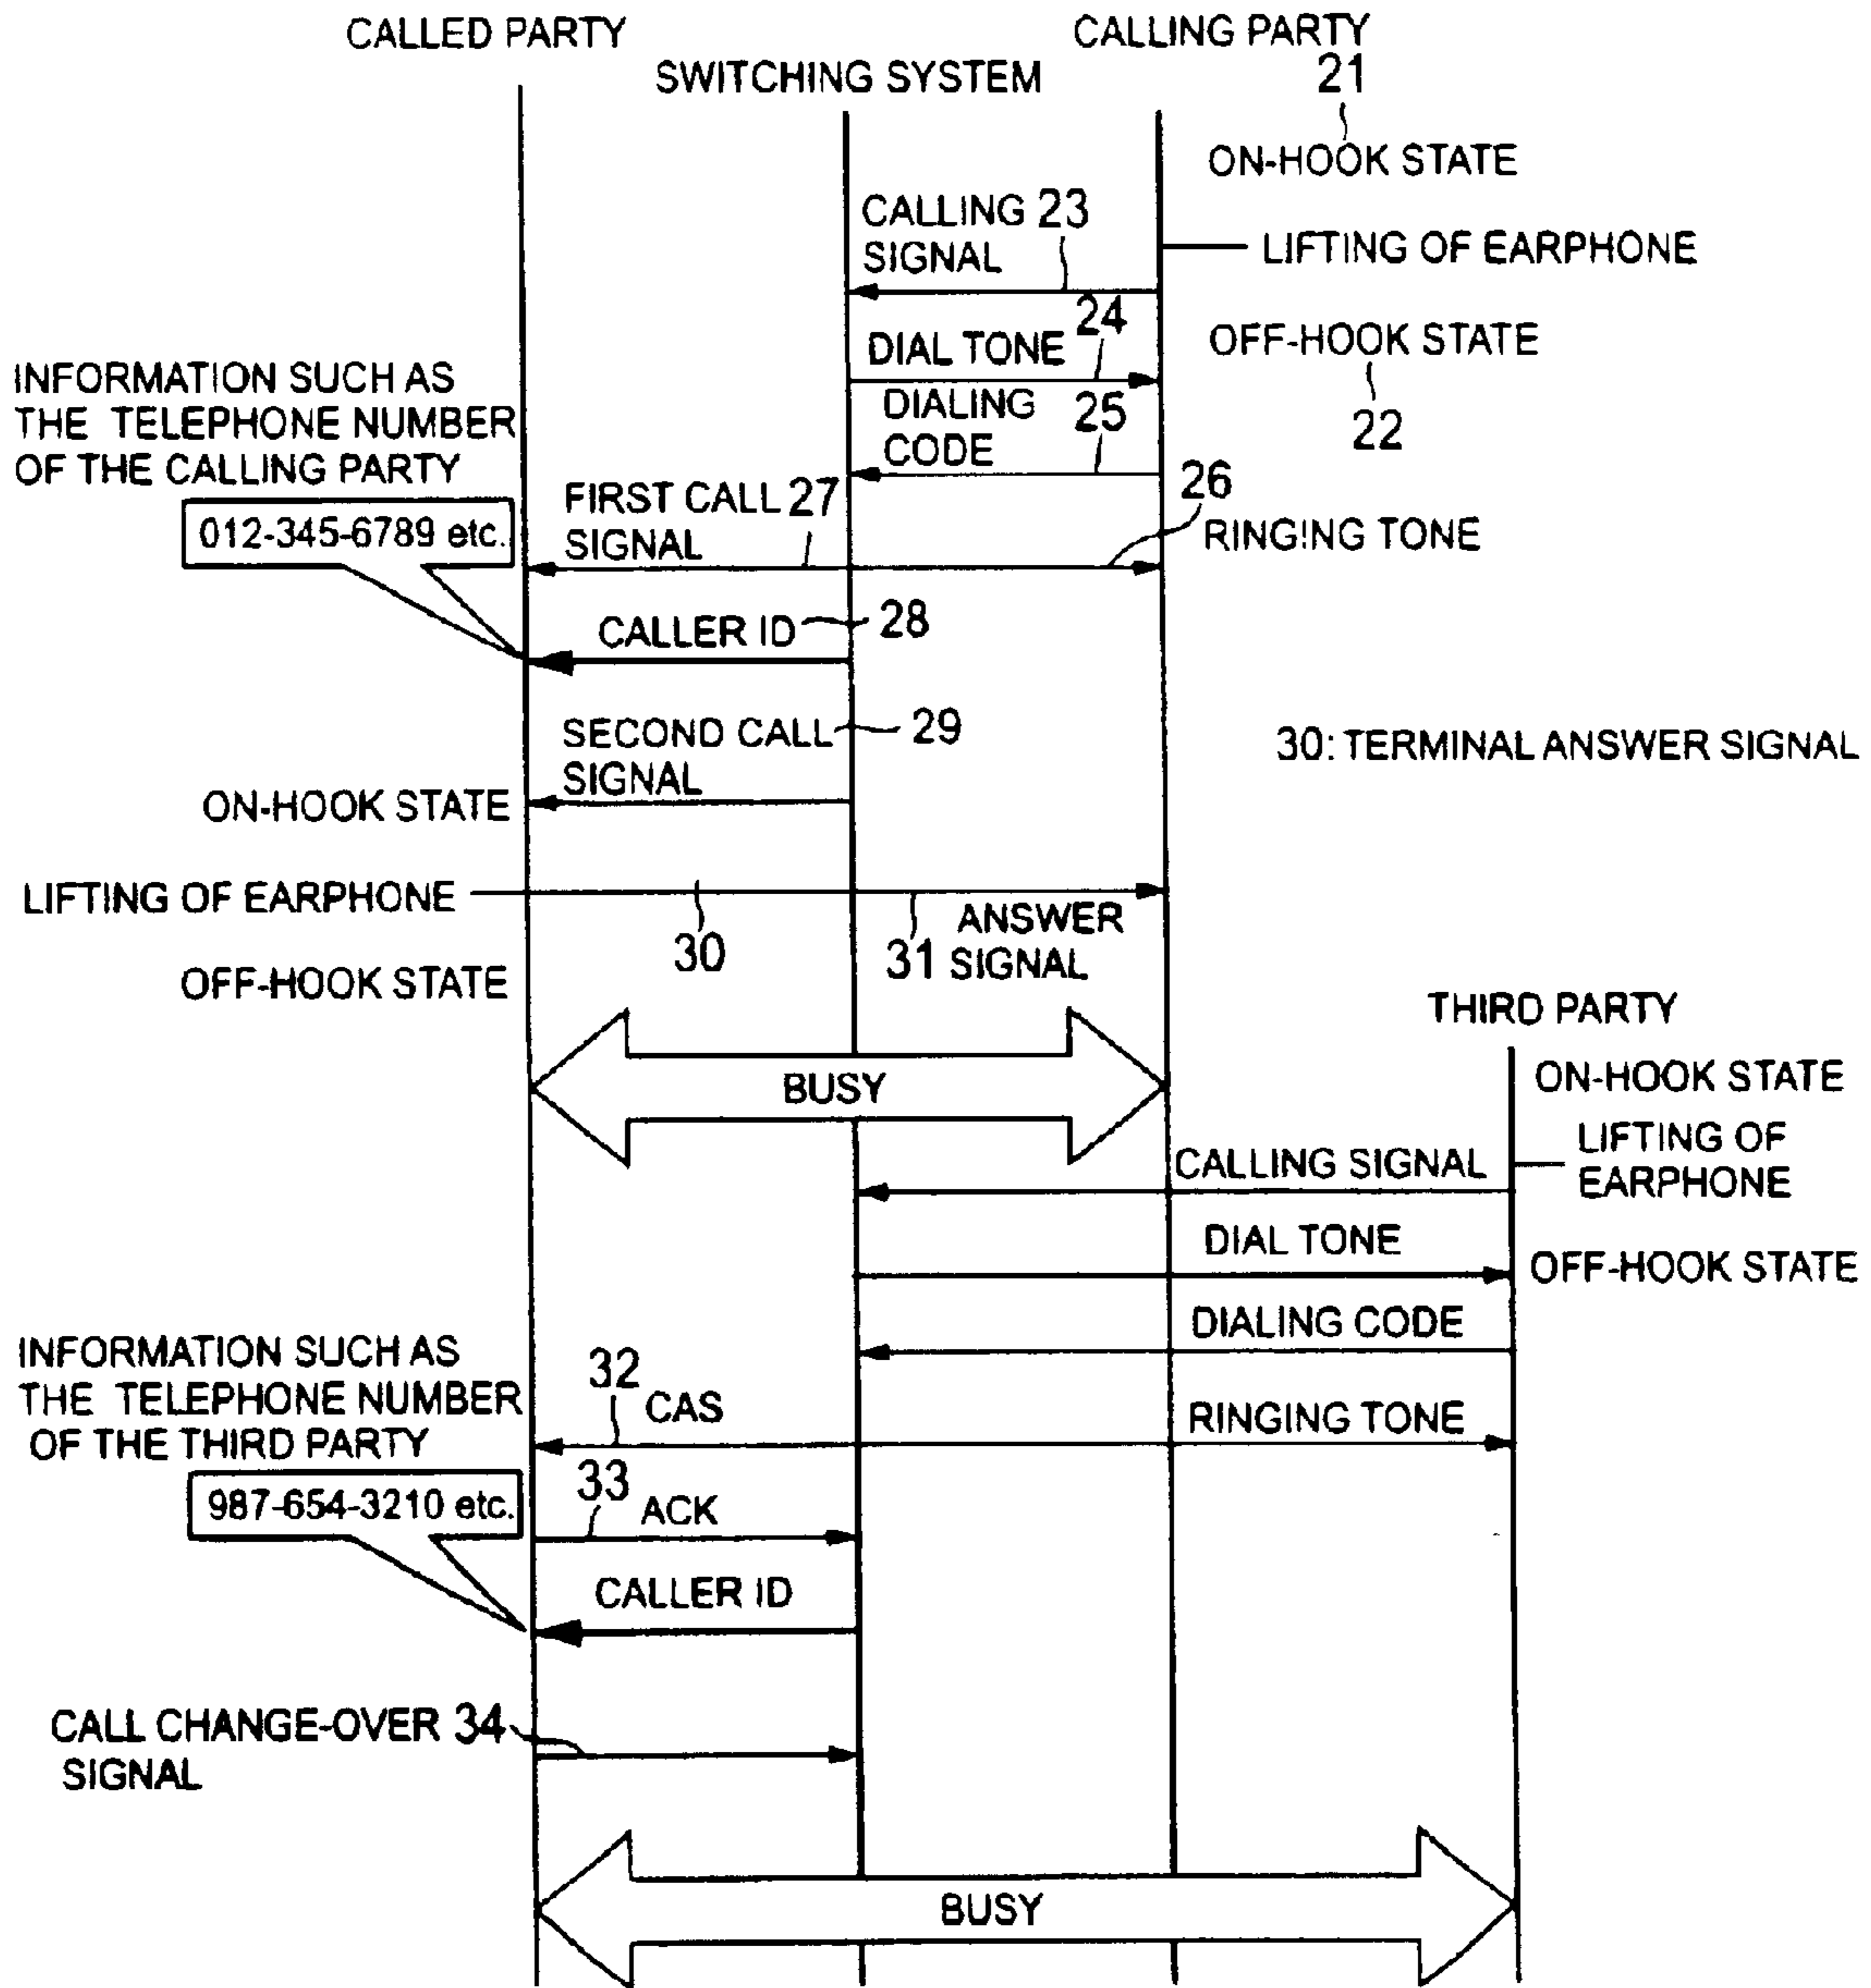 CALLED PARTY
CALLING PARTY
SWITCHING SYSTEM
21
ON-HOOK STATE
CALLING 23
SIGNAL
LIFTING OF EARPHONE
24
DIAL TONE
OFF-HOOK STATE
22
INFORMATION SUCH AS
THE TELEPHONE NUMBER
OF THE CALLING PARTY
DIALING
CODE
25
26
012-345-6789 etc.
FIRST CALL 27
SIGNAL
RINGING TONE
CALLER ID
28
SECOND CALL
SIGNAL
29
30: TERMINAL ANSWER SIGNAL
ON-HOOK STATE
LIFTING OF EARPHONE
30
31
ANSWER
SIGNAL
OFF-HOOK STATE
THIRD PARTY
BUSY
ON-HOOK STATE
LIFTING OF
EARPHONE
CALLING SIGNAL
DIAL TONE
OFF-HOOK STATE
DIALING CODE
INFORMATION SUCH AS
THE TELEPHONE NUMBER
OF THE THIRD PARTY
32
CAS
RINGING TONE
987-654-3210 etc.
33
ACK
CALLER ID
CALL CHANGE-OVER 34
SIGNAL
BUSY